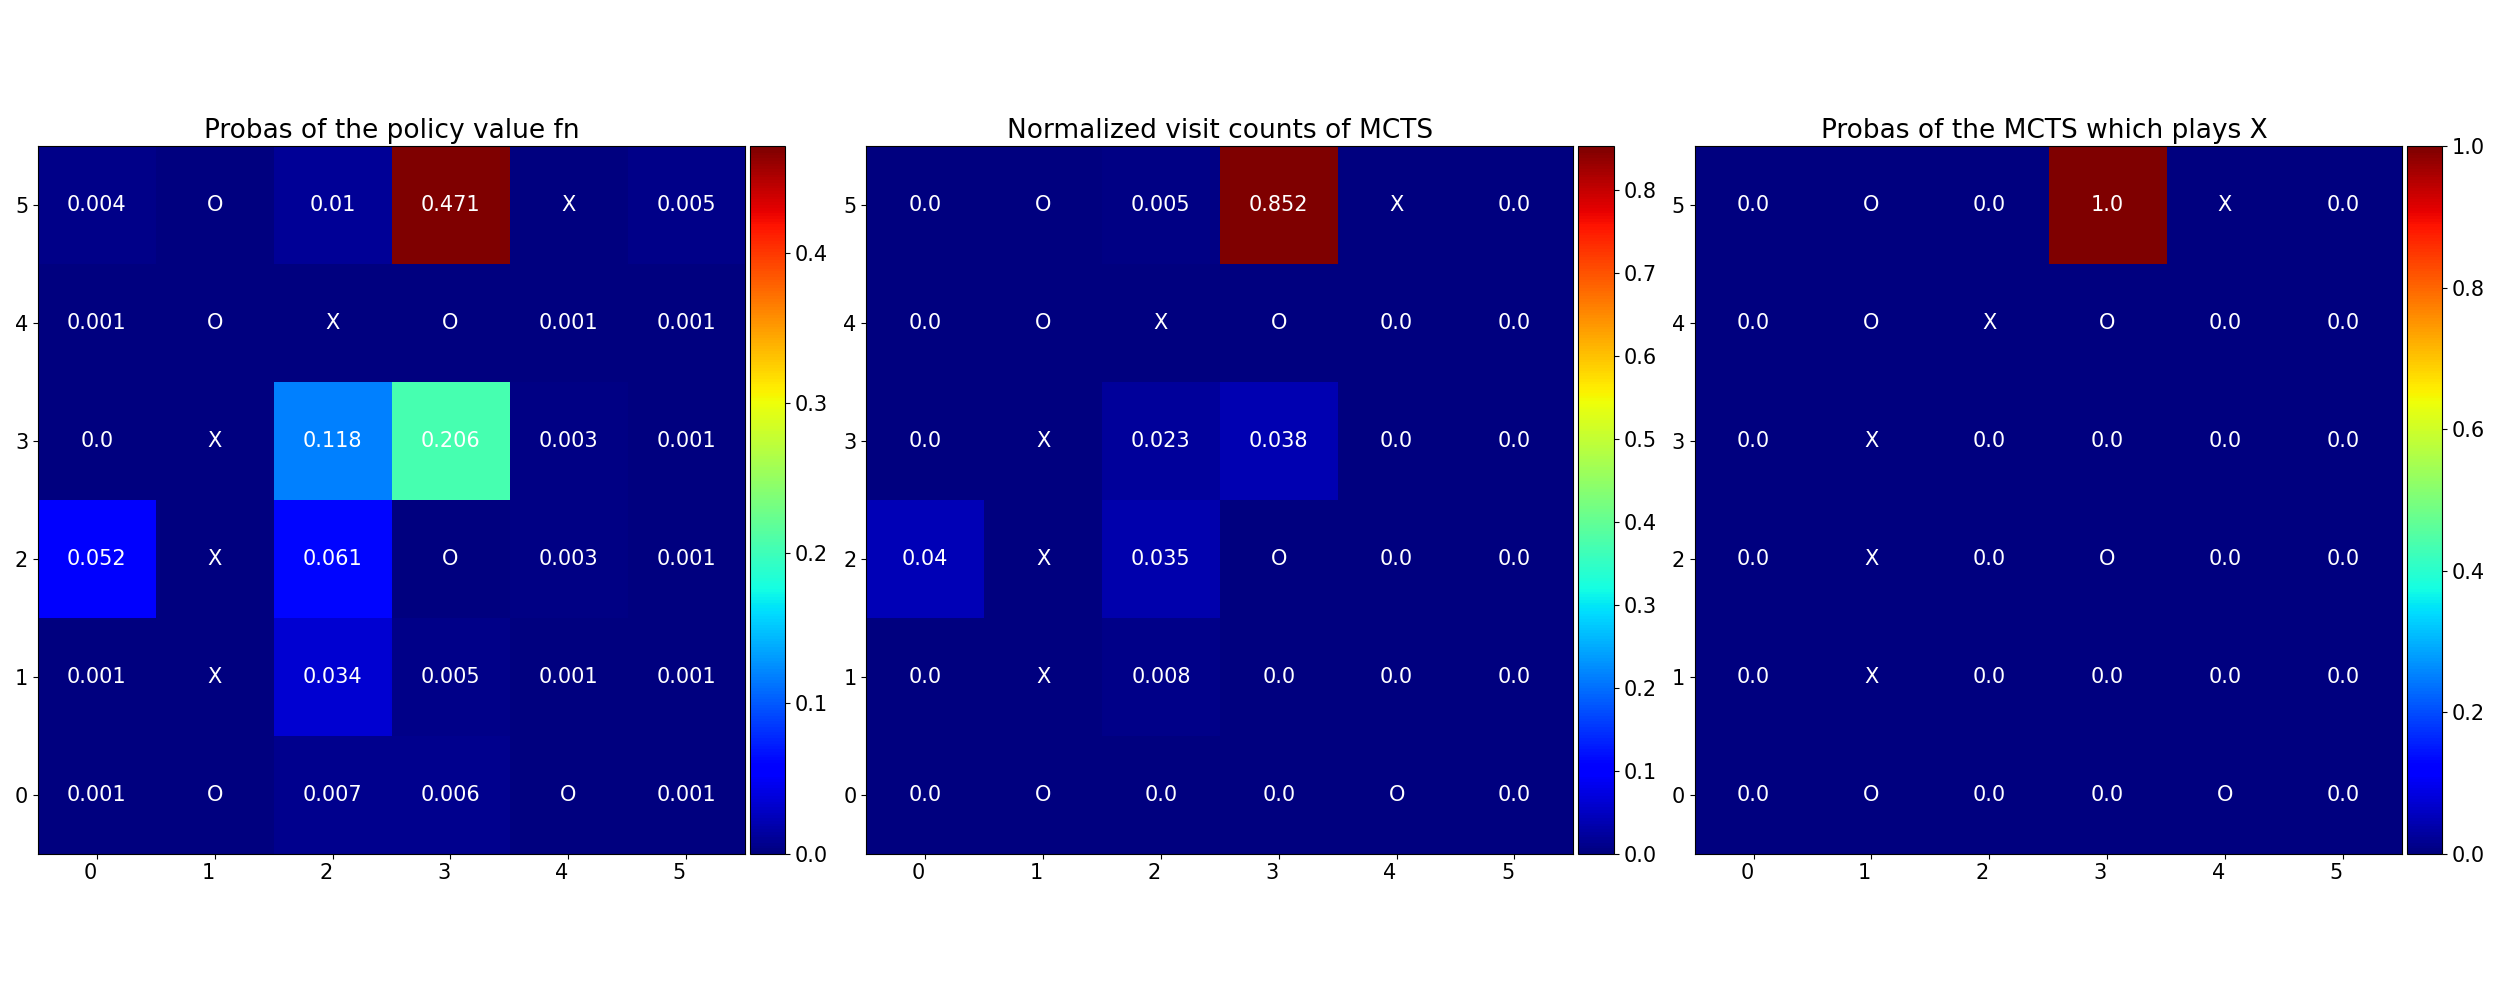 Probas of the policy value fn
5 0.004 O 0.01 0.471 X 0.005
4 0.001 O X O 0.001 0.001
3 0.0 X 0.118 0.206 0.003 0.001
2 0.052 X 0.061 O 0.003 0.001
1 0.001 X 0.034 0.005 0.001 0.001
0 0.001 O 0.007 0.006 O 0.001
0 1 2 3 4 5
0.4
0.3
0.2
0.1
0.0
Normalized visit counts of MCTS
5 0.0 O 0.005 0.852 X 0.0
4 0.0 O X O 0.0 0.0
3 0.0 X 0.023 0.038 0.0 0.0
2 0.04 X 0.035 O 0.0 0.0
1 0.0 X 0.008 0.0 0.0 0.0
0 0.0 O 0.0 0.0 O 0.0
0 1 2 3 4 5
0.8
0.7
0.6
0.5
0.4
0.3
0.2
0.1
0.0
Probas of the MCTS which plays X
5 0.0 O 0.0 1.0 X 0.0
4 0.0 O X O 0.0 0.0
3 0.0 X 0.0 0.0 0.0 0.0
2 0.0 X 0.0 O 0.0 0.0
1 0.0 X 0.0 0.0 0.0 0.0
0 0.0 O 0.0 0.0 O 0.0
0 1 2 3 4 5
1.0
0.8
0.6
0.4
0.2
0.0